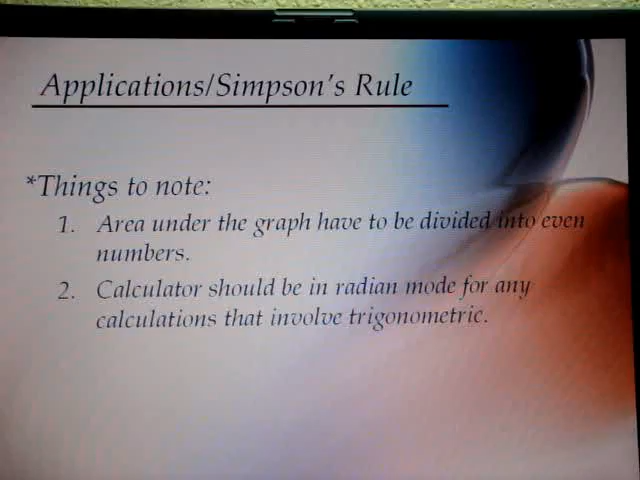 Applications/Simpson's Rule
*Things to note:
1. Area under the graph have to be divided into even
numbers.
2. Calculator should be in radian mode for any
calculations that involve trigonometric.